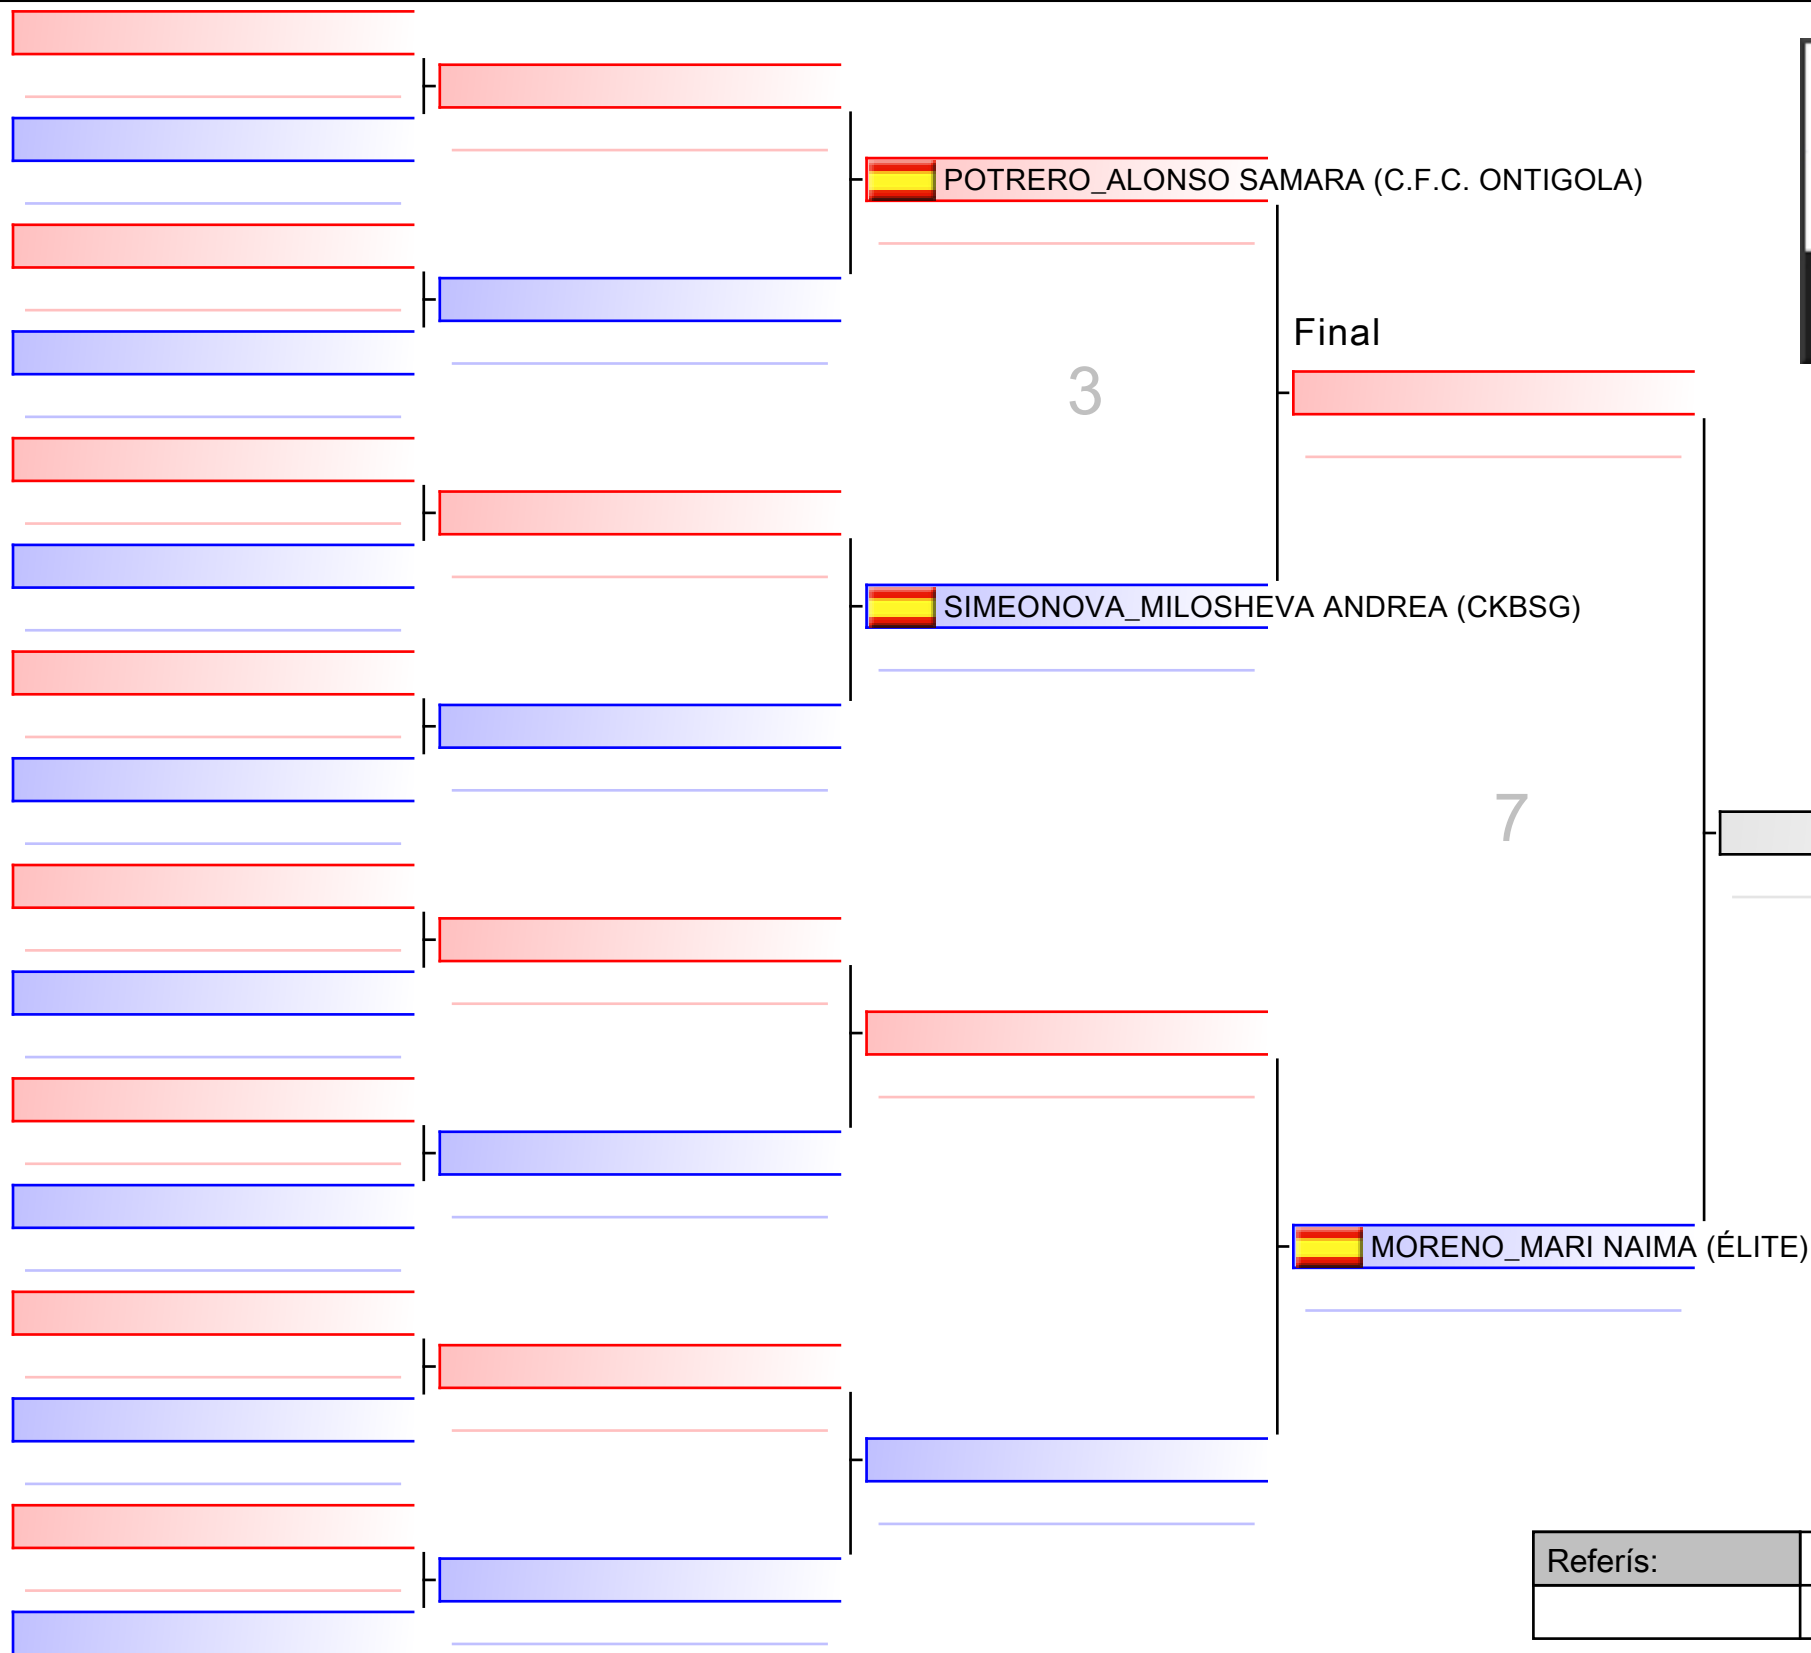 POTRERO_ALONSO SAMARA (C.F.C. ONTIGOLA)
Final
3
SIMEONOVA_MILOSHEVA ANDREA (CKBSG)
7
MORENO_MARI NAIMA (ÉLITE)
Referís: